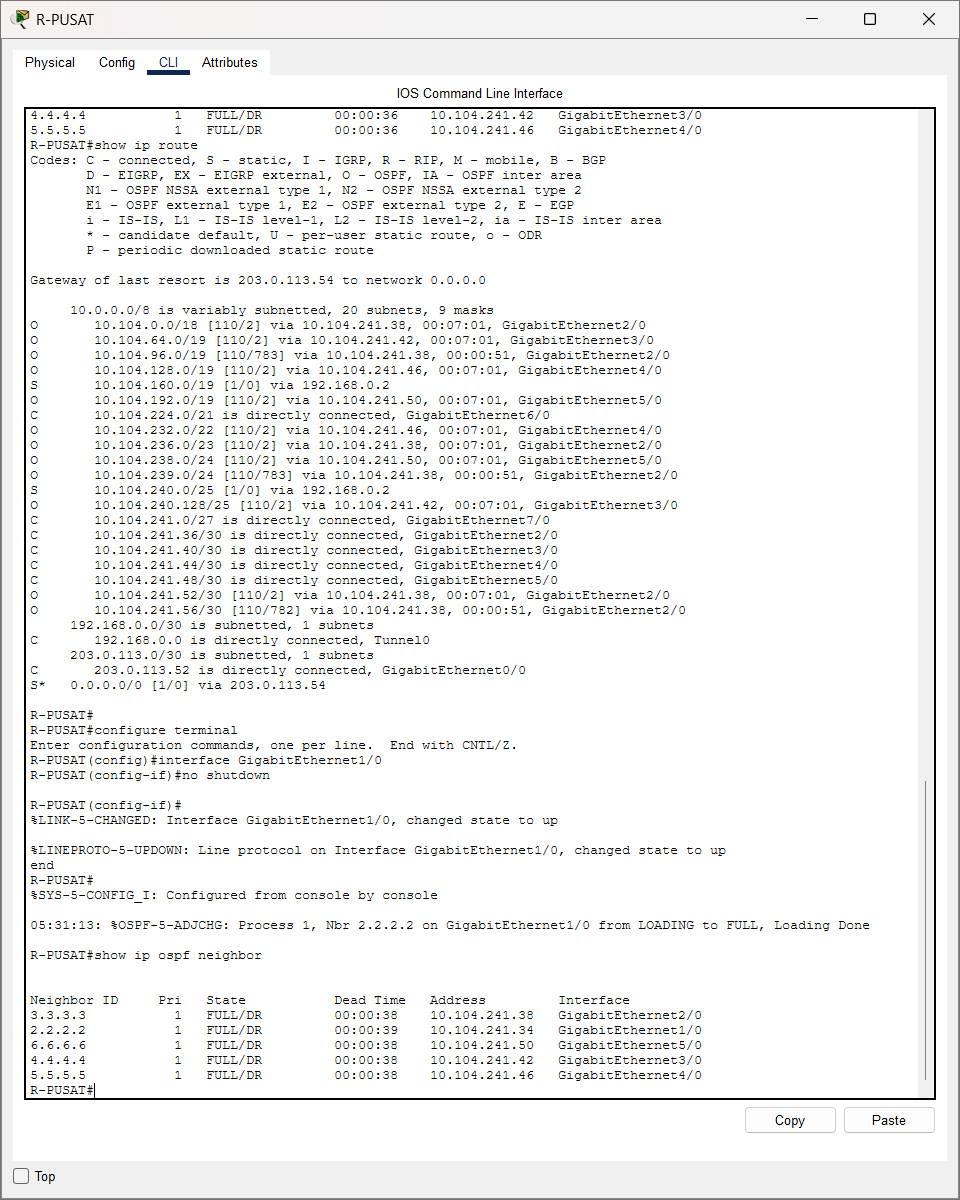 R-PUSAT
Physical Config CLI Attributes
IOS Command Line Interface
4.4.4.4           1   FULL/DR         00:00:36    10.104.241.42   GigabitEthernet3/0
5.5.5.5           1   FULL/DR         00:00:36    10.104.241.46   GigabitEthernet4/0
R-PUSAT#show ip route
Codes: C - connected, S - static, I - IGRP, R - RIP, M - mobile, B - BGP
       D - EIGRP, EX - EIGRP external, O - OSPF, IA - OSPF inter area
       N1 - OSPF NSSA external type 1, N2 - OSPF NSSA external type 2
       E1 - OSPF external type 1, E2 - OSPF external type 2, E - EGP
       i - IS-IS, L1 - IS-IS level-1, L2 - IS-IS level-2, ia - IS-IS inter area
       * - candidate default, U - per-user static route, o - ODR
       P - periodic downloaded static route
Gateway of last resort is 203.0.113.54 to network 0.0.0.0
     10.0.0.0/8 is variably subnetted, 20 subnets, 9 masks
O       10.104.0.0/18 [110/2] via 10.104.241.38, 00:07:01, GigabitEthernet2/0
O       10.104.64.0/19 [110/2] via 10.104.241.42, 00:07:01, GigabitEthernet3/0
O       10.104.96.0/19 [110/783] via 10.104.241.38, 00:00:51, GigabitEthernet2/0
O       10.104.128.0/19 [110/2] via 10.104.241.46, 00:07:01, GigabitEthernet4/0
S       10.104.160.0/19 [1/0] via 192.168.0.2
O       10.104.192.0/19 [110/2] via 10.104.241.50, 00:07:01, GigabitEthernet5/0
C       10.104.224.0/21 is directly connected, GigabitEthernet6/0
O       10.104.232.0/22 [110/2] via 10.104.241.46, 00:07:01, GigabitEthernet4/0
O       10.104.236.0/23 [110/2] via 10.104.241.38, 00:07:01, GigabitEthernet2/0
O       10.104.238.0/24 [110/2] via 10.104.241.50, 00:07:01, GigabitEthernet5/0
O       10.104.239.0/24 [110/783] via 10.104.241.38, 00:00:51, GigabitEthernet2/0
S       10.104.240.0/25 [1/0] via 192.168.0.2
O       10.104.240.128/25 [110/2] via 10.104.241.42, 00:07:01, GigabitEthernet3/0
C       10.104.241.0/27 is directly connected, GigabitEthernet7/0
C       10.104.241.36/30 is directly connected, GigabitEthernet2/0
C       10.104.241.40/30 is directly connected, GigabitEthernet3/0
C       10.104.241.44/30 is directly connected, GigabitEthernet4/0
C       10.104.241.48/30 is directly connected, GigabitEthernet5/0
O       10.104.241.52/30 [110/2] via 10.104.241.38, 00:07:01, GigabitEthernet2/0
O       10.104.241.56/30 [110/782] via 10.104.241.38, 00:00:51, GigabitEthernet2/0
     192.168.0.0/30 is subnetted, 1 subnets
C       192.168.0.0 is directly connected, Tunnel0
     203.0.113.0/30 is subnetted, 1 subnets
C       203.0.113.52 is directly connected, GigabitEthernet0/0
S*   0.0.0.0/0 [1/0] via 203.0.113.54
R-PUSAT#
R-PUSAT#configure terminal
Enter configuration commands, one per line.  End with CNTL/Z.
R-PUSAT(config)#interface GigabitEthernet1/0
R-PUSAT(config-if)#no shutdown
R-PUSAT(config-if)#
%LINK-5-CHANGED: Interface GigabitEthernet1/0, changed state to up
%LINEPROTO-5-UPDOWN: Line protocol on Interface GigabitEthernet1/0, changed state to up
end
R-PUSAT#
%SYS-5-CONFIG_I: Configured from console by console
05:31:13: %OSPF-5-ADJCHG: Process 1, Nbr 2.2.2.2 on GigabitEthernet1/0 from LOADING to FULL, Loading Done
R-PUSAT#show ip ospf neighbor
Neighbor ID     Pri   State           Dead Time   Address         Interface
3.3.3.3           1   FULL/DR         00:00:38    10.104.241.38   GigabitEthernet2/0
2.2.2.2           1   FULL/DR         00:00:39    10.104.241.34   GigabitEthernet1/0
6.6.6.6           1   FULL/DR         00:00:38    10.104.241.50   GigabitEthernet5/0
4.4.4.4           1   FULL/DR         00:00:38    10.104.241.42   GigabitEthernet3/0
5.5.5.5           1   FULL/DR         00:00:38    10.104.241.46   GigabitEthernet4/0
R-PUSAT#
Copy Paste
Top